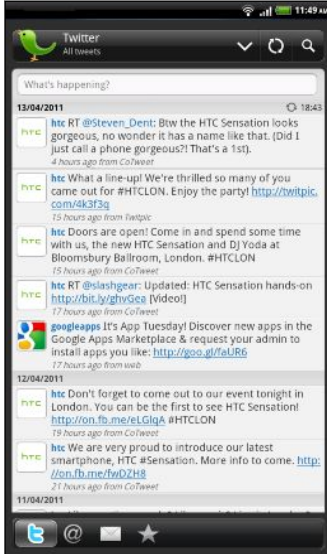 11:49 AM
Twitter
All tweets
What's happening?
13/04/2011
18:43
htc RT @Steven_Dent: Btw the HTC Sensation looks
gorgeous, no wonder it has a name like that. (Did I
just call a phone gorgeous?! That's a 1st).
4 hours ago from CoTweet
htc What a line-up! We're thrilled so many of you
came out for #HTCLON. Enjoy the party! http://twitpic.
com/4k3f3q
15 hours ago from Twitpic
htc Doors are open! Come in and spend some time
with us, the new HTC Sensation and DJ Yoda at
Bloomsbury Ballroom, London. #HTCLON
15 hours ago from CoTweet
htc RT @slashgear: Updated: HTC Sensation hands-on
http://bit.ly/ghvGea [Video!]
17 hours ago from CoTweet
googleapps It's App Tuesday! Discover new apps in the
Google Apps Marketplace & request your admin to
install apps you like: http://goo.gl/faUR6
17 hours ago from web
12/04/2011
htc Don't forget to come out to our event tonight in
London. You can be the first to see HTC Sensation!
http://on.fb.me/eLGlqA #HTCLON
19 hours ago from CoTweet
htc We are very proud to introduce our latest
smartphone, HTC #Sensation. More info to come. http:
//on.fb.me/fwDZH8
21 hours ago from CoTweet
11/04/2011